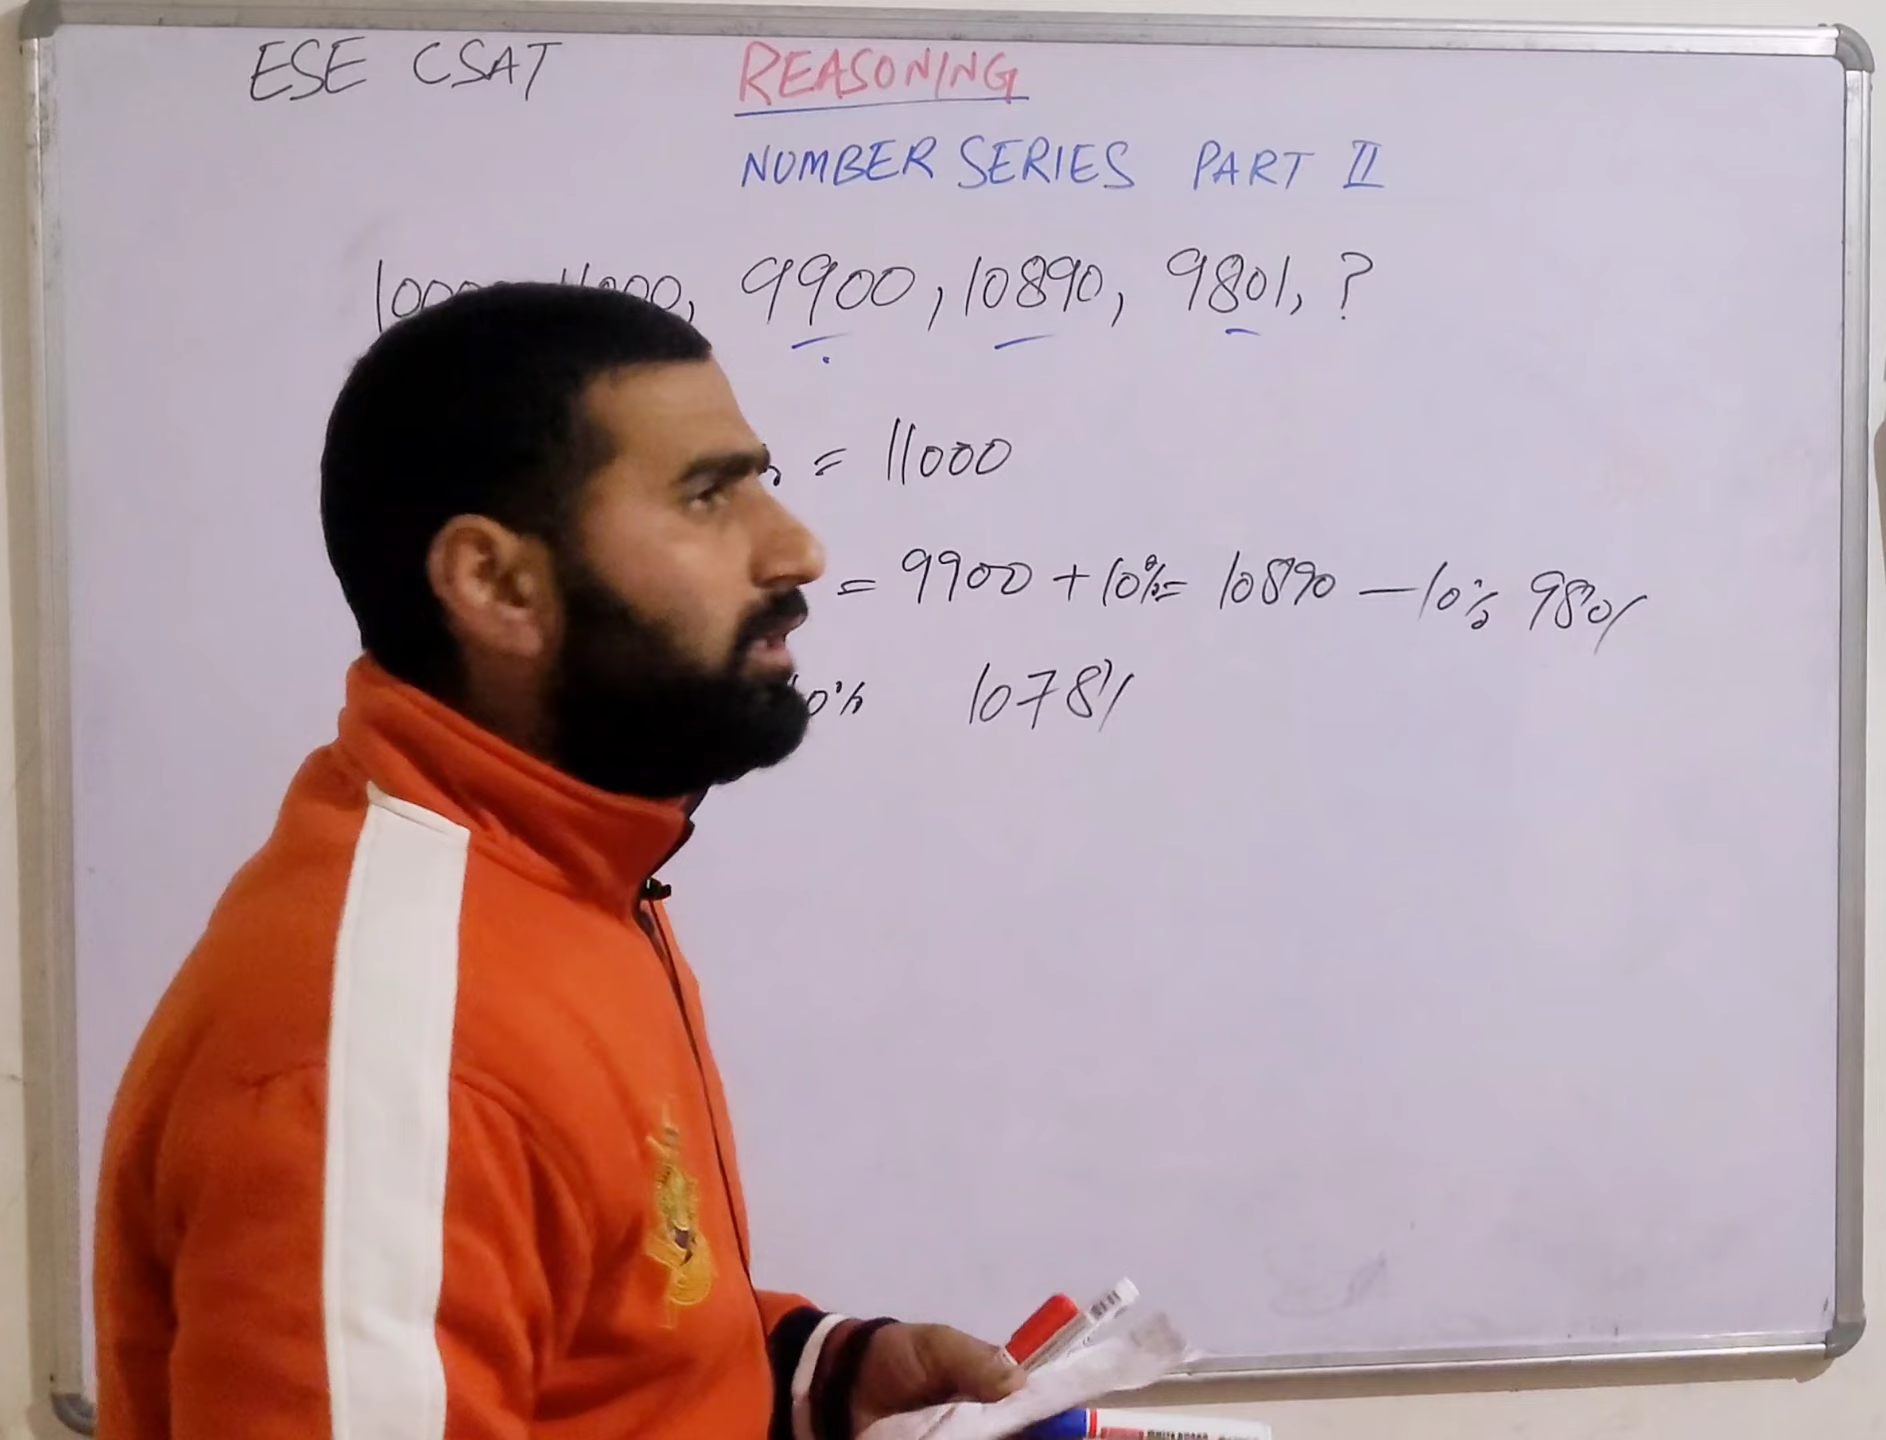 ESE CSAT REASONING
NUMBER SERIES PART II
9900, 10890, 9801, ?
= 11000
= 9900 + 10% = 10890 - 10% 9801
10781